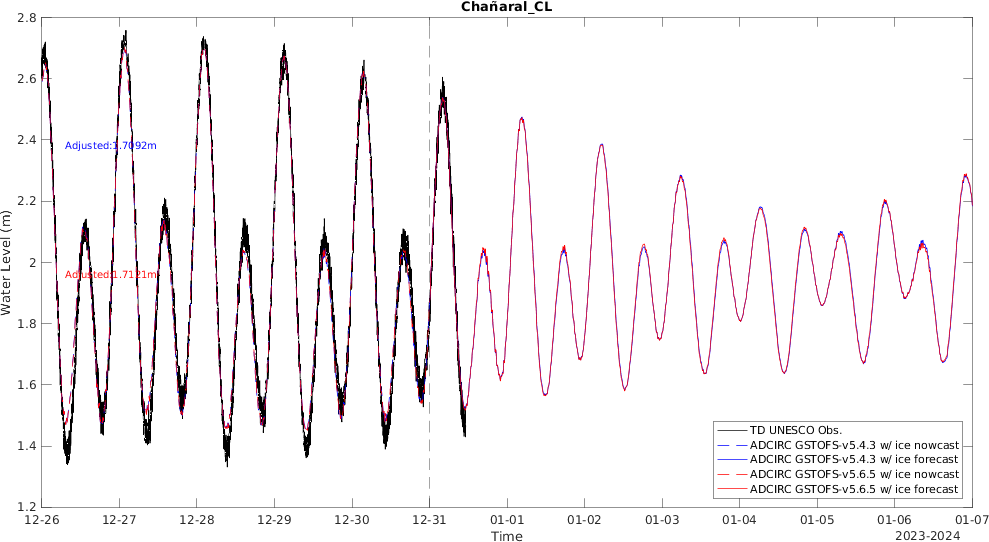 Chañaral_CL
2.8
2.6
2.4
2.2
2
1.8
1.6
1.4
1.2
Water Level (m)
Adjusted:1.7092m
Adjusted:1.7121m
TD UNESCO Obs.
ADCIRC GSTOFS-v5.4.3 w/ ice nowcast
ADCIRC GSTOFS-v5.4.3 w/ ice forecast
ADCIRC GSTOFS-v5.6.5 w/ ice nowcast
ADCIRC GSTOFS-v5.6.5 w/ ice forecast
12-26 12-27 12-28 12-29 12-30 12-31 01-01 01-02 01-03 01-04 01-05 01-06 01-07
Time
2023-2024